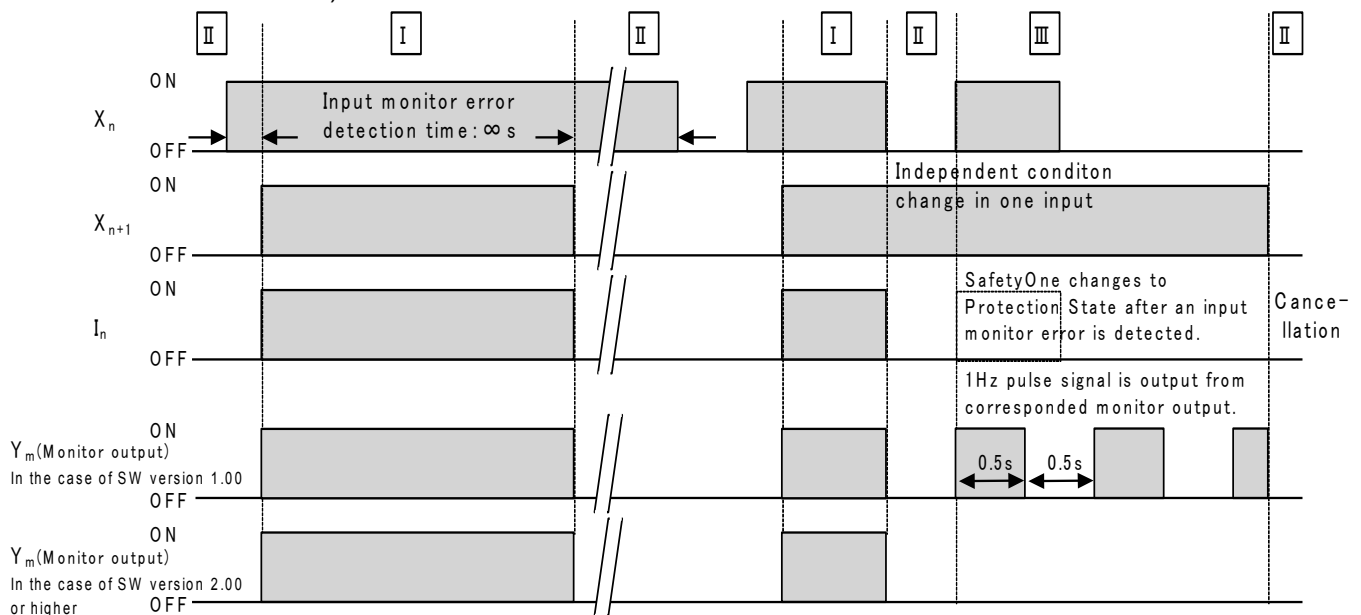 Ⅱ Ⅰ Ⅱ Ⅰ Ⅱ Ⅲ Ⅱ
ON
Xn
OFF
Input monitor error
detection time: ∞ s
ON
Xn+1
OFF
Independent conditon
change in one input
ON
In
OFF
SafetyOne changes to
Protection State after an input
monitor error is detected.
Cance-
llation
1Hz pulse signal is output from
corresponded monitor output.
ON
Ym(Monitor output)
In the case of SW version 1.00
OFF
0.5s 0.5s
ON
Ym(Monitor output)
In the case of SW version 2.00
or higher
OFF